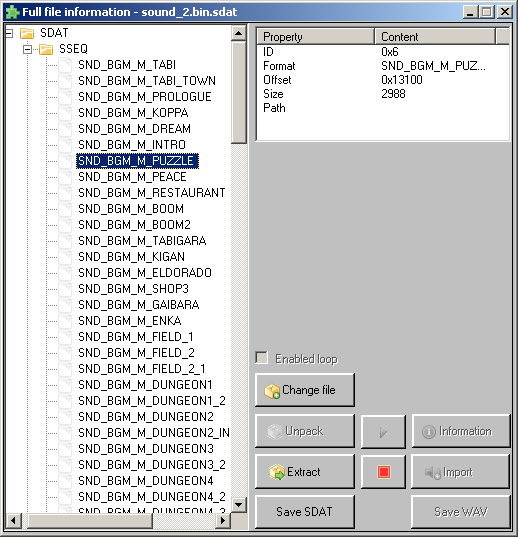 Full file information - sound_2.bin.sdat
SDAT
SSEQ
SND_BGM_M_TABI
SND_BGM_M_TABI_TOWN
SND_BGM_M_PROLOGUE
SND_BGM_M_KOPPA
SND_BGM_M_DREAM
SND_BGM_M_INTRO
SND_BGM_M_PUZZLE
SND_BGM_M_PEACE
SND_BGM_M_RESTAURANT
SND_BGM_M_BOOM
SND_BGM_M_BOOM2
SND_BGM_M_TABIGARA
SND_BGM_M_KIGAN
SND_BGM_M_ELDORADO
SND_BGM_M_SHOP3
SND_BGM_M_GAIBARA
SND_BGM_M_ENKA
SND_BGM_M_FIELD_1
SND_BGM_M_FIELD_2
SND_BGM_M_FIELD_2_1
SND_BGM_M_DUNGEON1
SND_BGM_M_DUNGEON1_2
SND_BGM_M_DUNGEON2
SND_BGM_M_DUNGEON2_IN
SND_BGM_M_DUNGEON3
SND_BGM_M_DUNGEON3_2
SND_BGM_M_DUNGEON4
SND_BGM_M_DUNGEON4_2
SND_BGM_M_DUNGEON4_3
Property Content
ID 0x6
Format SND_BGM_M_PUZ...
Offset 0x13100
Size 2988
Path
Enabled loop
Change file
Unpack
Information
Extract
Import
Save SDAT
Save WAV